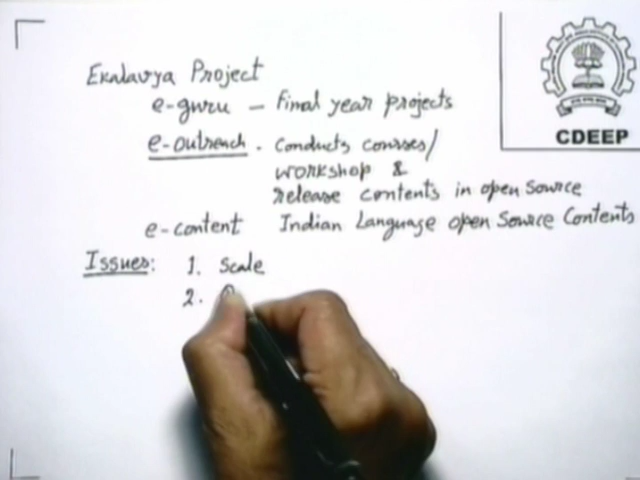 Ekalavya Project
e-guru - Final year projects
e-outreach. Conducts courses/
workshop &
release contents in open source
e-content Indian Language open source Contents
Issues: 1. Scale
2.
CDEEP